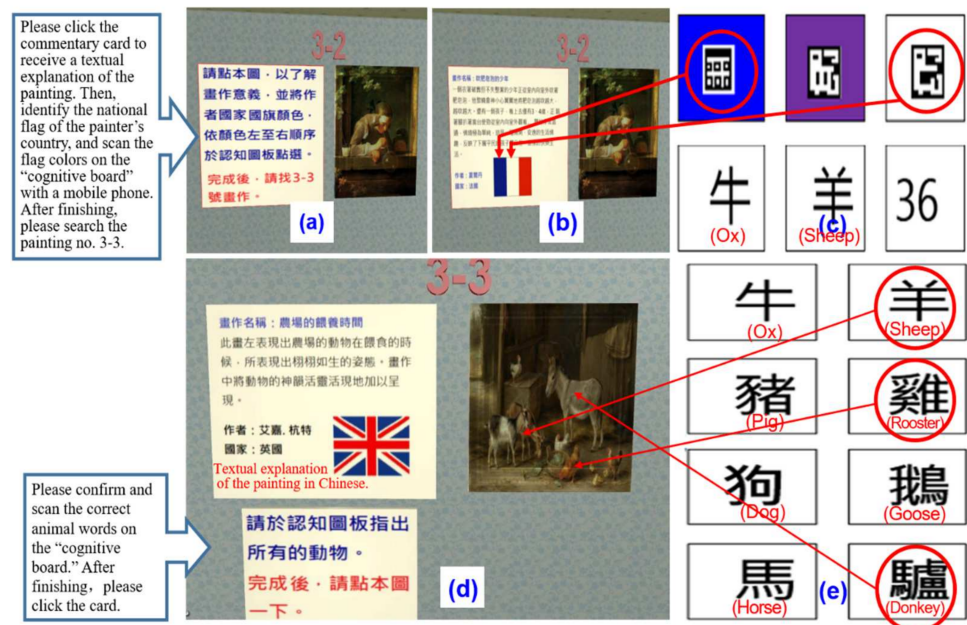 Please click the
commentary card to
receive a textual
explanation of the
painting. Then,
identify the national
flag of the painter's
country, and scan the
flag colors on the
“cognitive board”
with a mobile phone.
After finishing,
please search the
painting no. 3-3.
3-2
請點本圖，以了解
畫作意義，並將作
者國家國旗顏色，
依顏色左至右順序
於認知圖板點選。
完成後，請找3-3
號畫作。
(a)
3-2
(b)
牛
(Ox)
羊
(Sheep)
36
(c)
3-3
畫作名稱：農場的餵養時間
此畫左表現出農場的動物在餵食的時
候，所表現出栩栩如生的姿態。畫作
中將動物的神韻活靈活現地加以呈
現。
作者：艾嘉.杭特
國家：英國
Textual explanation
of the painting in Chinese.
Please confirm and
scan the correct
animal words on
the “cognitive
board.” After
finishing，please
click the card.
請於認知圖板指出
所有的動物。
完成後，請點本圖
一下。
(d)
牛
(Ox)
羊
(Sheep)
豬
(Pig)
雞
(Rooster)
狗
(Dog)
鵝
(Goose)
馬
(Horse)
(e)
驢
(Donkey)